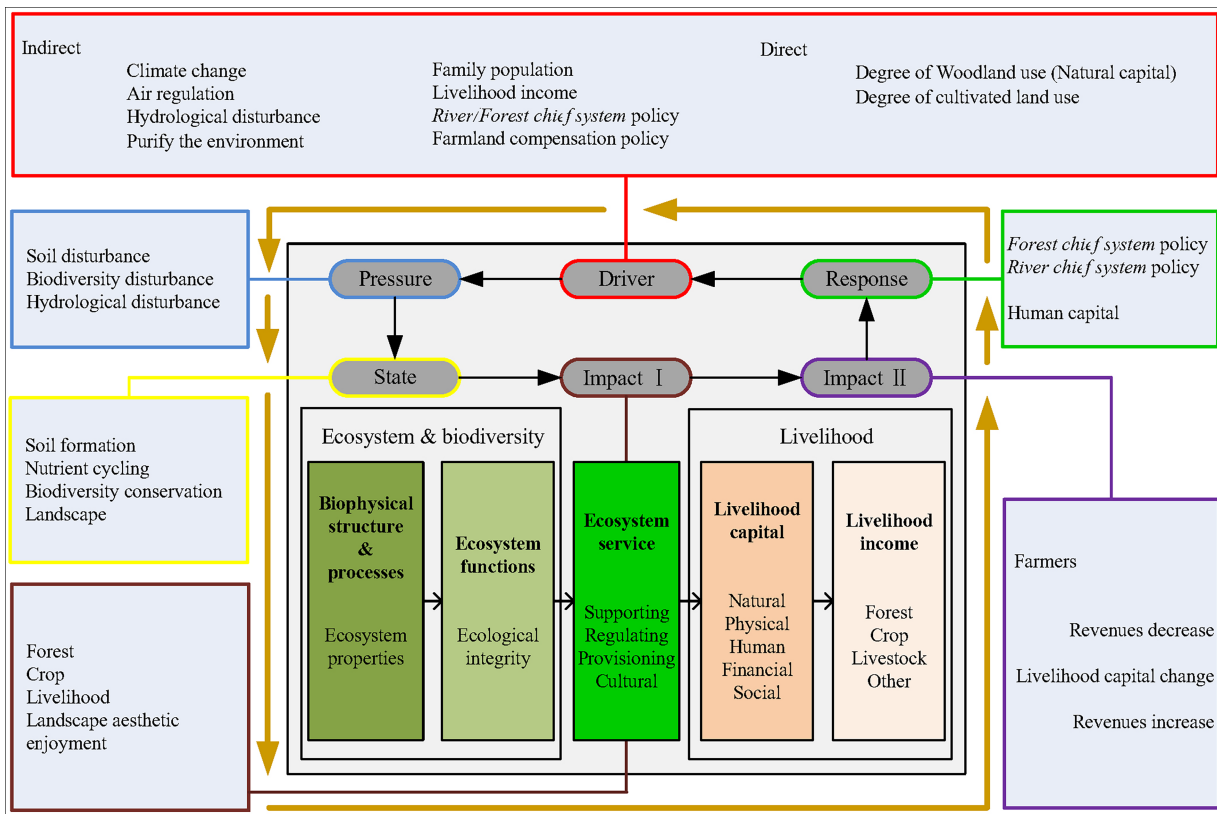 Indirect
Climate change
Air regulation
Hydrological disturbance
Purify the environment
Family population
Livelihood income
River/Forest chief system policy
Farmland compensation policy
Direct
Degree of Woodland use (Natural capital)
Degree of cultivated land use
Soil disturbance
Biodiversity disturbance
Hydrological disturbance
Pressure
Driver
Response
Forest chief system policy
River chief system policy
Human capital
State
Impact Ⅰ
Impact Ⅱ
Soil formation
Nutrient cycling
Biodiversity conservation
Landscape
Ecosystem & biodiversity
Biophysical
structure
&
processes
Ecosystem
properties
Ecosystem
functions
Ecological
integrity
Ecosystem
service
Supporting
Regulating
Provisioning
Cultural
Livelihood
Livelihood
capital
Natural
Physical
Human
Financial
Social
Livelihood
income
Forest
Crop
Livestock
Other
Forest
Crop
Livelihood
Landscape aesthetic
enjoyment
Farmers
Revenues decrease
Livelihood capital change
Revenues increase